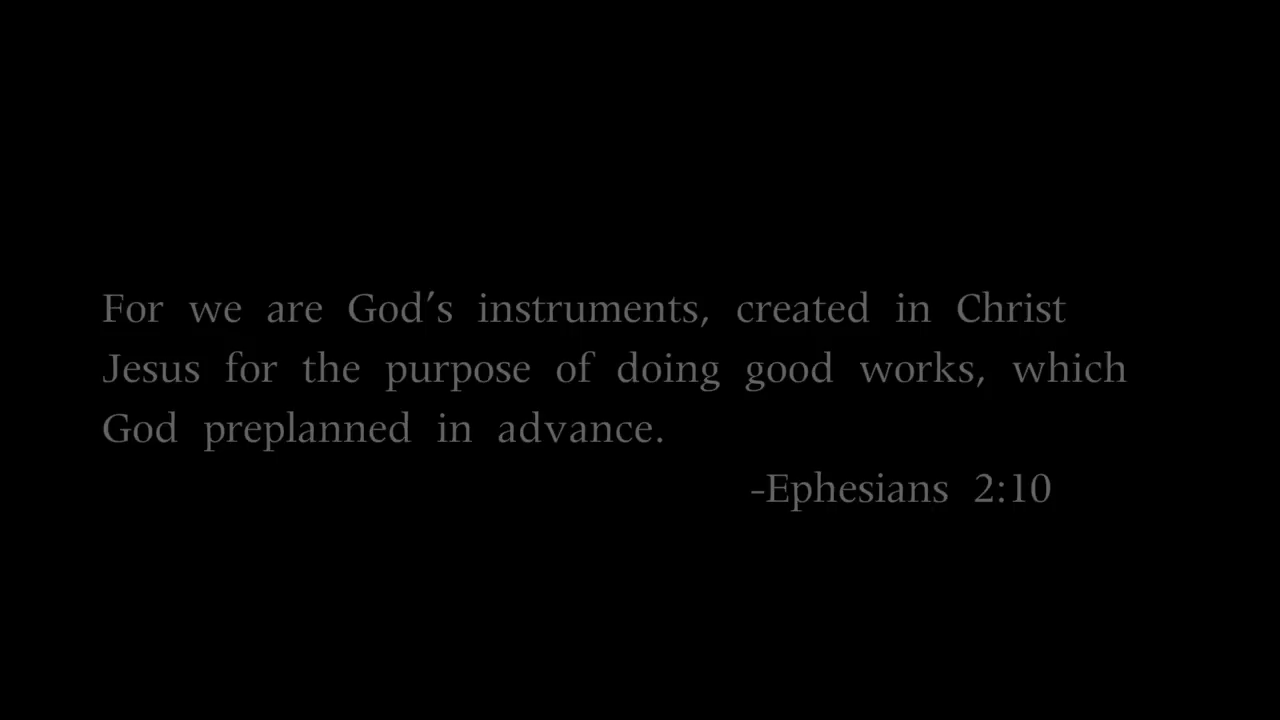 For we are God's instruments, created in Christ
Jesus for the purpose of doing good works, which
God preplanned in advance.
-Ephesians 2:10